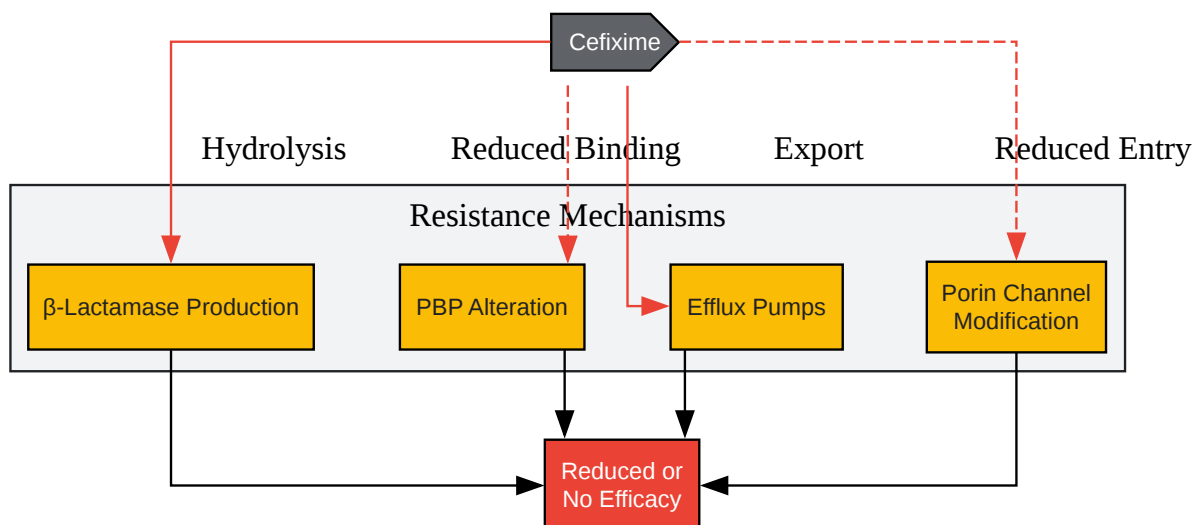 Cefixime
Hydrolysis
Reduced Binding
Export
Reduced Entry
Resistance Mechanisms
β-Lactamase Production
PBP Alteration
Efflux Pumps
Porin Channel
Modification
Reduced or
No Efficacy